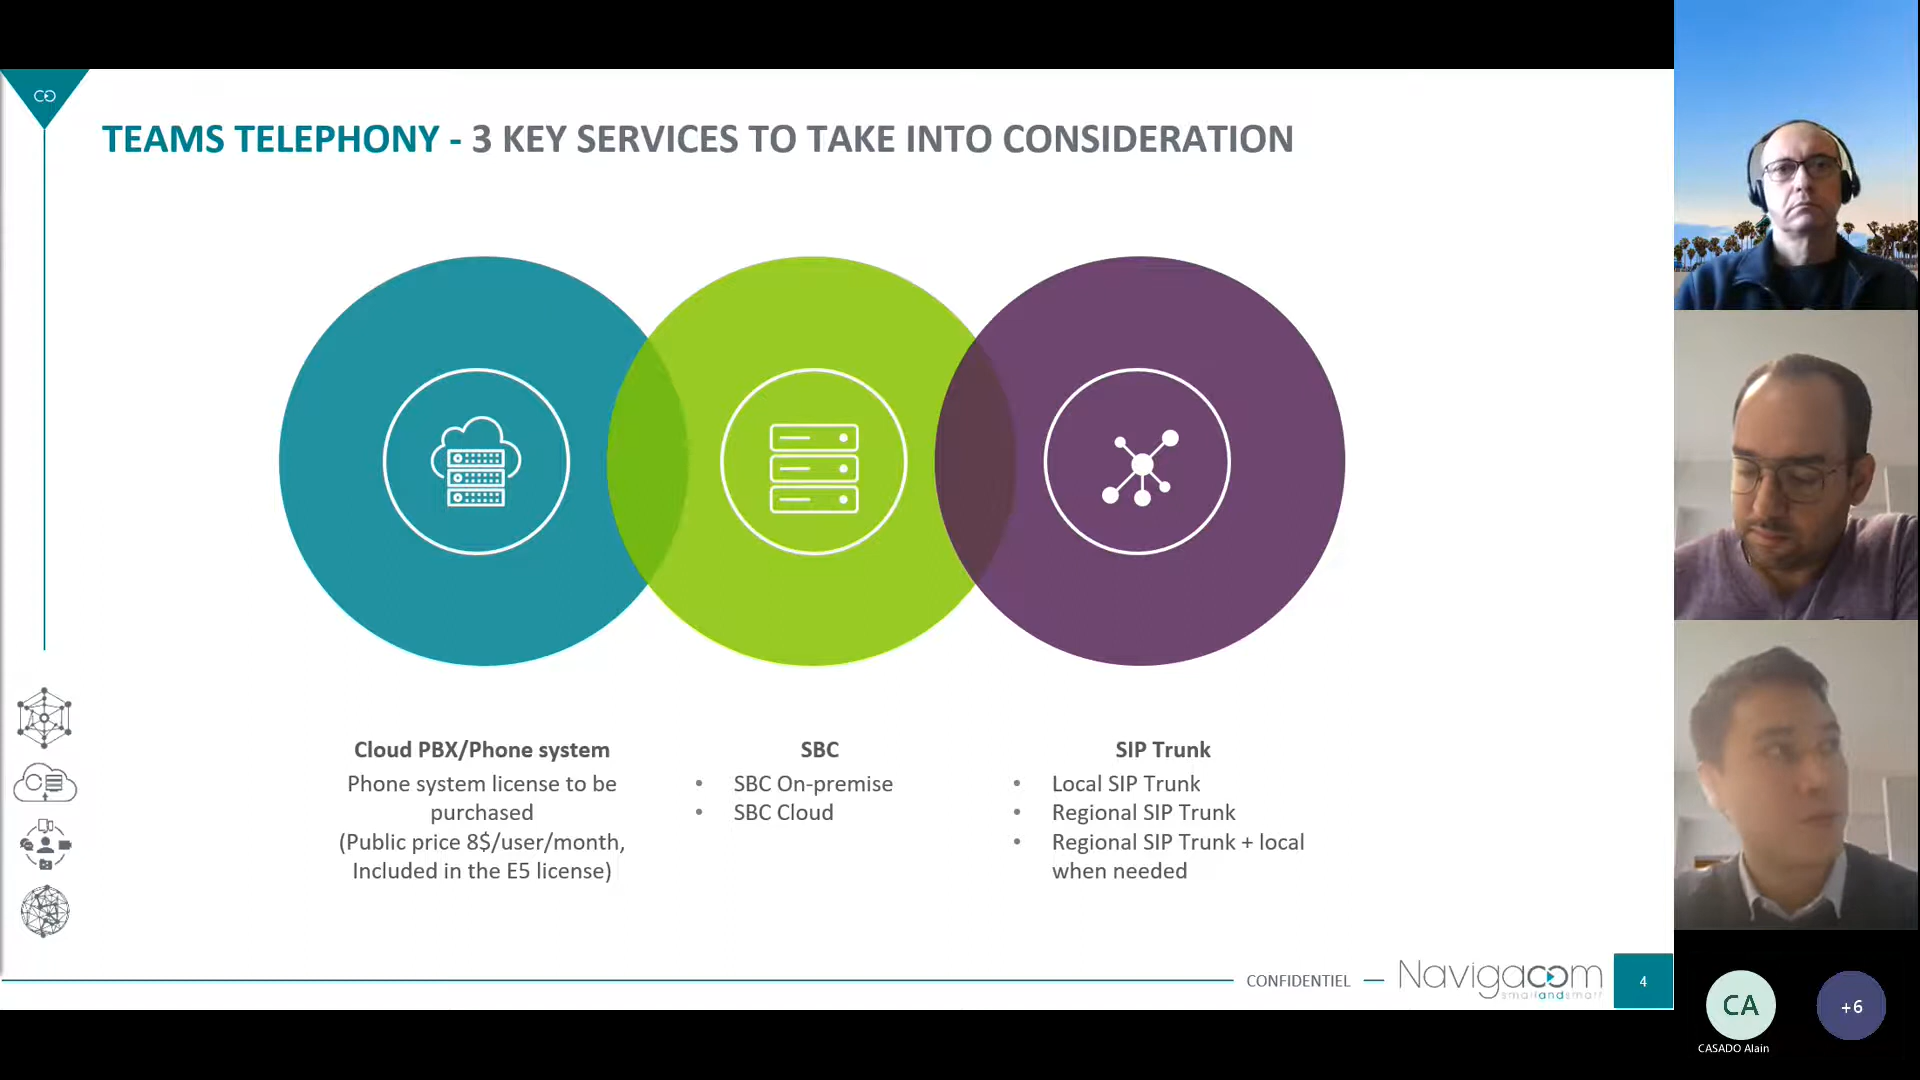 TEAMS TELEPHONY - 3 KEY SERVICES TO TAKE INTO CONSIDERATION
Cloud PBX/Phone system
Phone system license to be
purchased
(Public price 8$/user/month,
Included in the E5 license)
SBC
• SBC On-premise
• SBC Cloud
SIP Trunk
• Local SIP Trunk
• Regional SIP Trunk
• Regional SIP Trunk + local
when needed
CONFIDENTIEL
Navigacom
smallandsmart
4
CA
CASADO Alain
+6